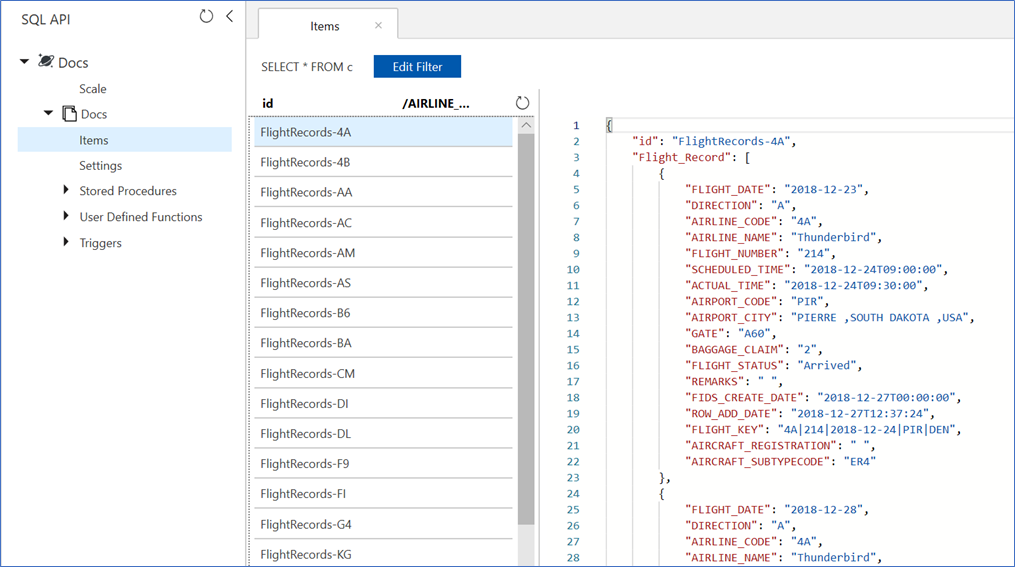 SQL API
Docs
Scale
Docs
Items
Settings
Stored Procedures
User Defined Functions
Triggers
Items
SELECT * FROM c
Edit Filter
id /AIRLINE_...
FlightRecords-4A
FlightRecords-4B
FlightRecords-AA
FlightRecords-AC
FlightRecords-AM
FlightRecords-AS
FlightRecords-B6
FlightRecords-BA
FlightRecords-CM
FlightRecords-DI
FlightRecords-DL
FlightRecords-F9
FlightRecords-FI
FlightRecords-G4
FlightRecords-KG
1 {
2 "id": "FlightRecords-4A",
3 "Flight_Record": [
4 {
5 "FLIGHT_DATE": "2018-12-23",
6 "DIRECTION": "A",
7 "AIRLINE_CODE": "4A",
8 "AIRLINE_NAME": "Thunderbird",
9 "FLIGHT_NUMBER": "214",
10 "SCHEDULED_TIME": "2018-12-24T09:00:00",
11 "ACTUAL_TIME": "2018-12-24T09:30:00",
12 "AIRPORT_CODE": "PIR",
13 "AIRPORT_CITY": "PIERRE ,SOUTH DAKOTA ,USA",
14 "GATE": "A60",
15 "BAGGAGE_CLAIM": "2",
16 "FLIGHT_STATUS": "Arrived",
17 "REMARKS": " ",
18 "FIDS_CREATE_DATE": "2018-12-27T00:00:00",
19 "ROW_ADD_DATE": "2018-12-27T12:37:24",
20 "FLIGHT_KEY": "4A|214|2018-12-24|PIR|DEN",
21 "AIRCRAFT_REGISTRATION": " ",
22 "AIRCRAFT_SUBTYPECODE": "ER4"
23 },
24 {
25 "FLIGHT_DATE": "2018-12-28",
26 "DIRECTION": "A",
27 "AIRLINE_CODE": "4A",
28 "AIRLINE_NAME": "Thunderbird",